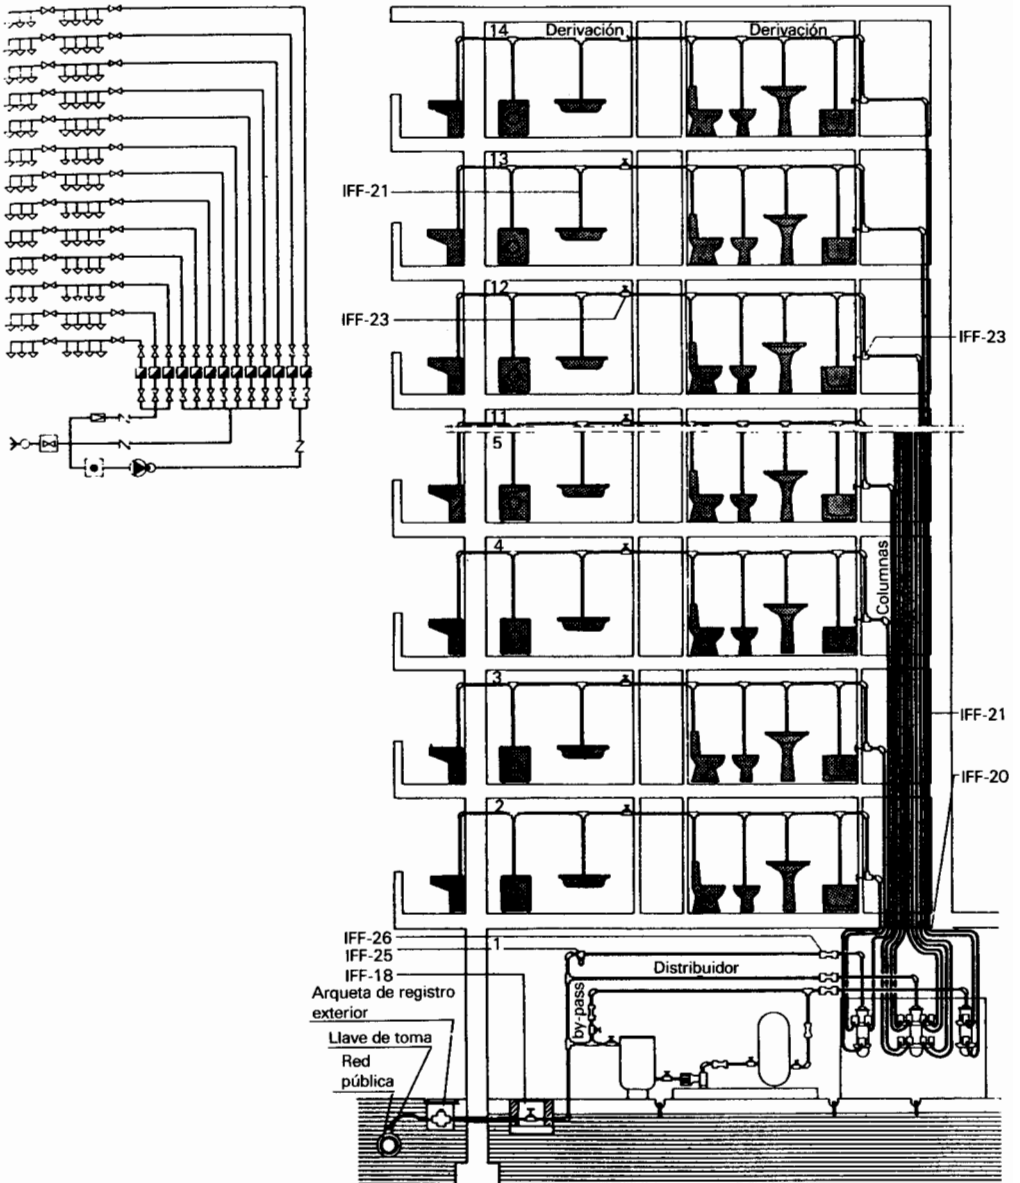 14
Derivación
Derivación
13
IFF-21
12
IFF-23
IFF-23
11
5
4
Columnas
3
IFF-21
IFF-20
2
IFF-26
1
IFF-25
IFF-18
Distribuidor
Arqueta de registro
exterior
by-pass
Llave de toma
Red
pública